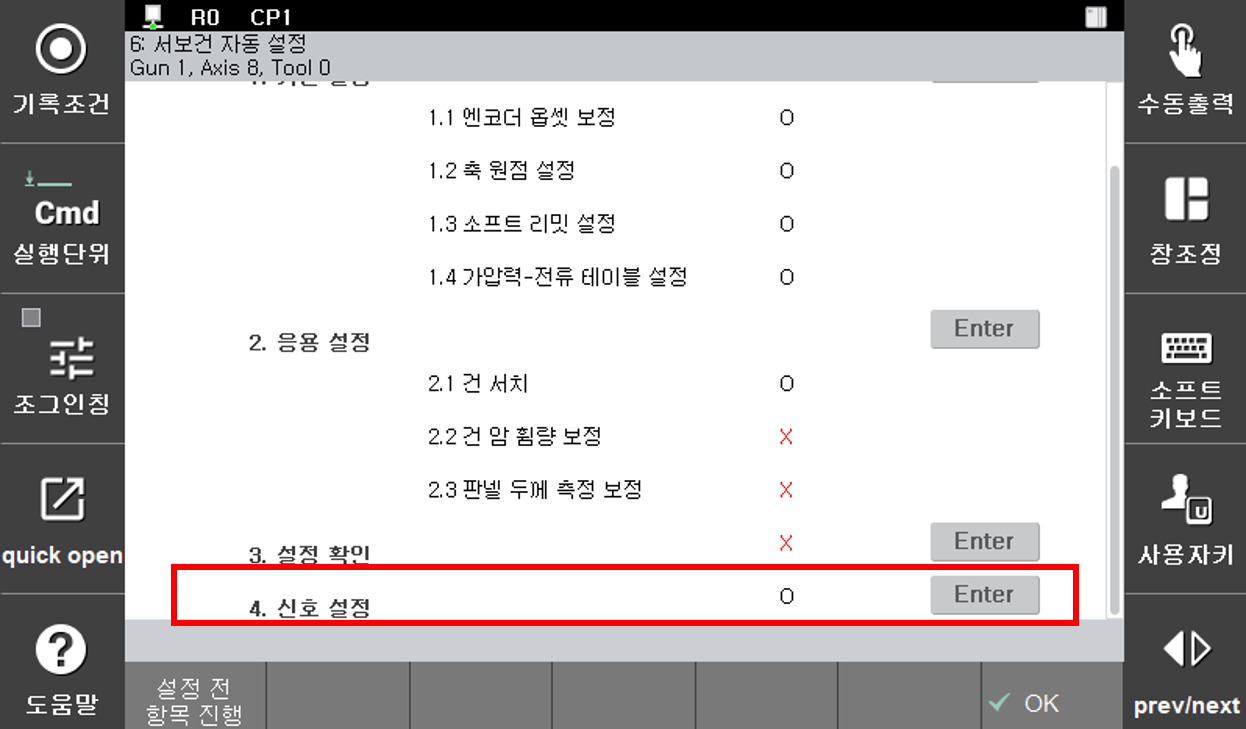 R0 CP1
6: 서보건 자동 설정
Gun 1, Axis 8, Tool 0
기록조건
Cmd
실행단위
조그인칭
quick open
도움말
1.1 엔코더 옵셋 보정 O
1.2 축 원점 설정 O
1.3 소프트 리밋 설정 O
1.4 가압력-전류 테이블 설정 O
2. 응용 설정 Enter
2.1 건 서치 O
2.2 건 암 휨량 보정 X
2.3 판넬 두께 측정 보정 X
3. 설정 확인 X Enter
4. 신호 설정 O Enter
설정 전
항목 진행
OK
수동출력
창조정
소프트
키보드
U
사용자키
prev/next